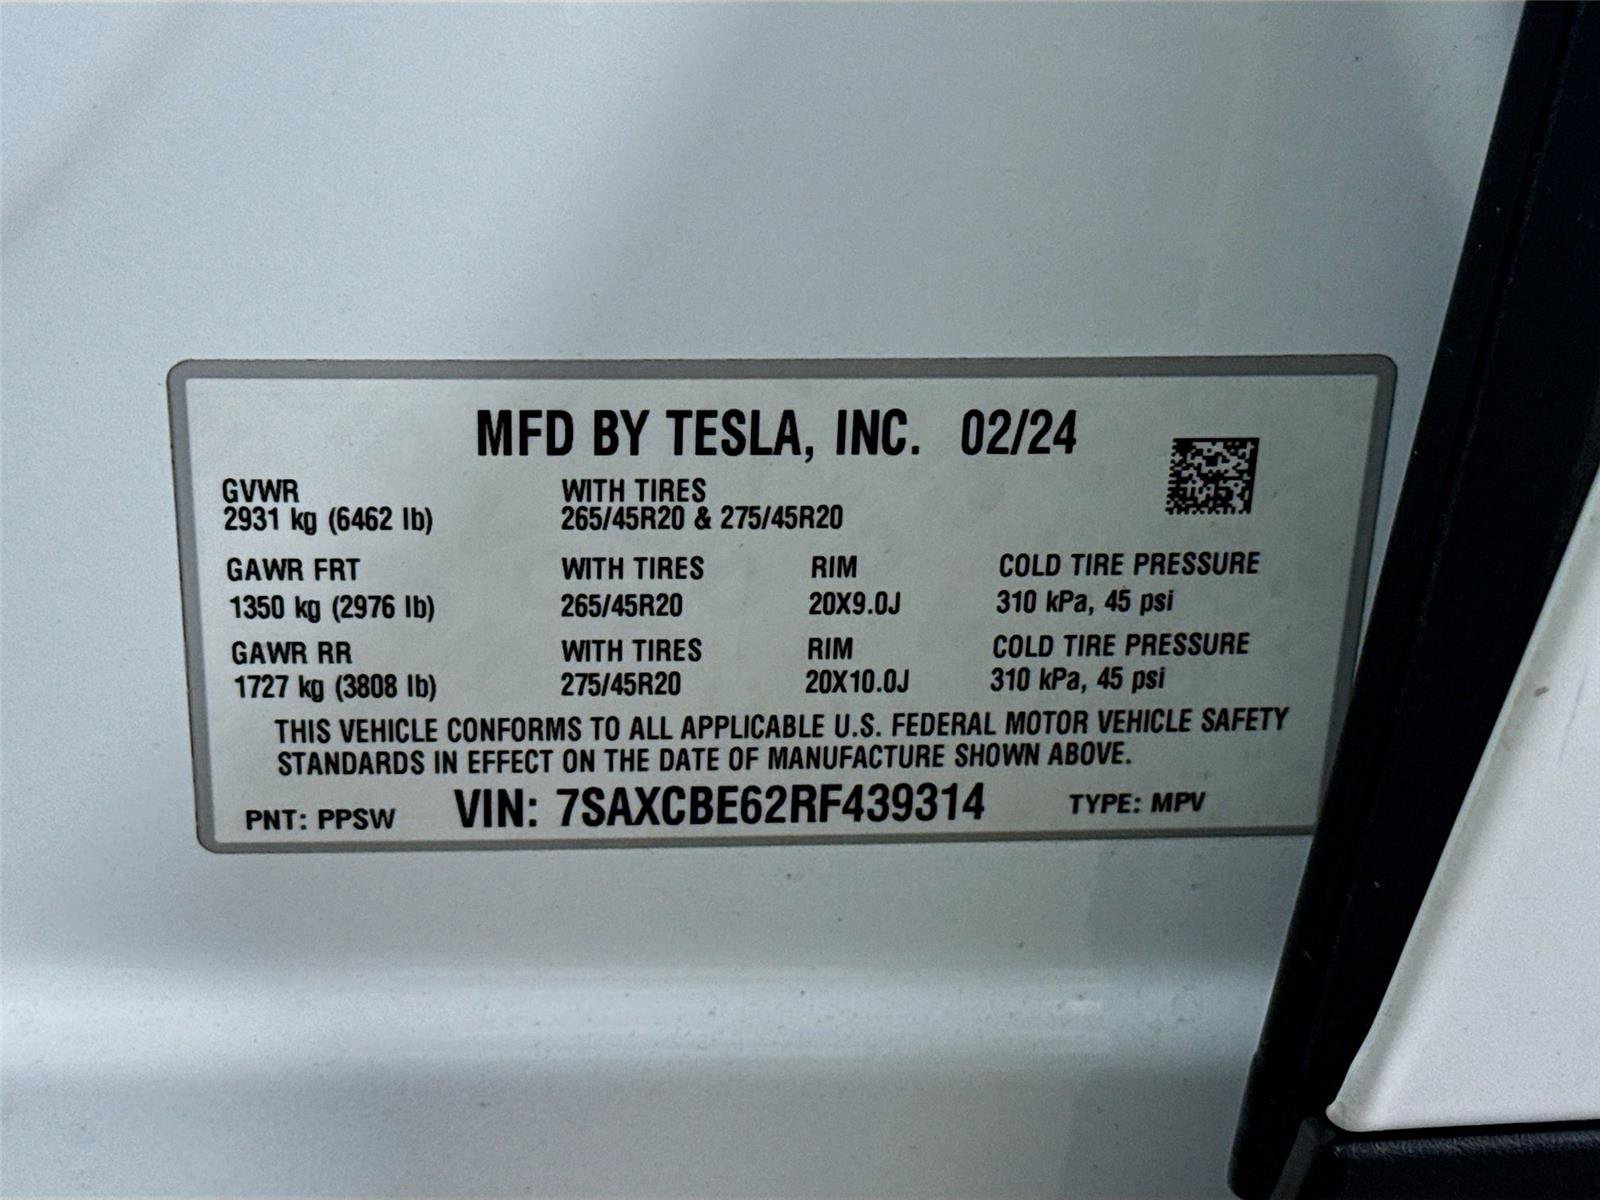 MFD BY TESLA, INC. 02/24
GVWR WITH TIRES
2931 kg (6462 lb) 265/45R20 & 275/45R20
GAWR FRT WITH TIRES RIM COLD TIRE PRESSURE
1350 kg (2976 lb) 265/45R20 20X9.0J 310 kPa, 45 psi
GAWR RR WITH TIRES RIM COLD TIRE PRESSURE
1727 kg (3808 lb) 275/45R20 20X10.0J 310 kPa, 45 psi
THIS VEHICLE CONFORMS TO ALL APPLICABLE U.S. FEDERAL MOTOR VEHICLE SAFETY
STANDARDS IN EFFECT ON THE DATE OF MANUFACTURE SHOWN ABOVE.
PNT: PPSW VIN: 7SAXCBE62RF439314 TYPE: MPV